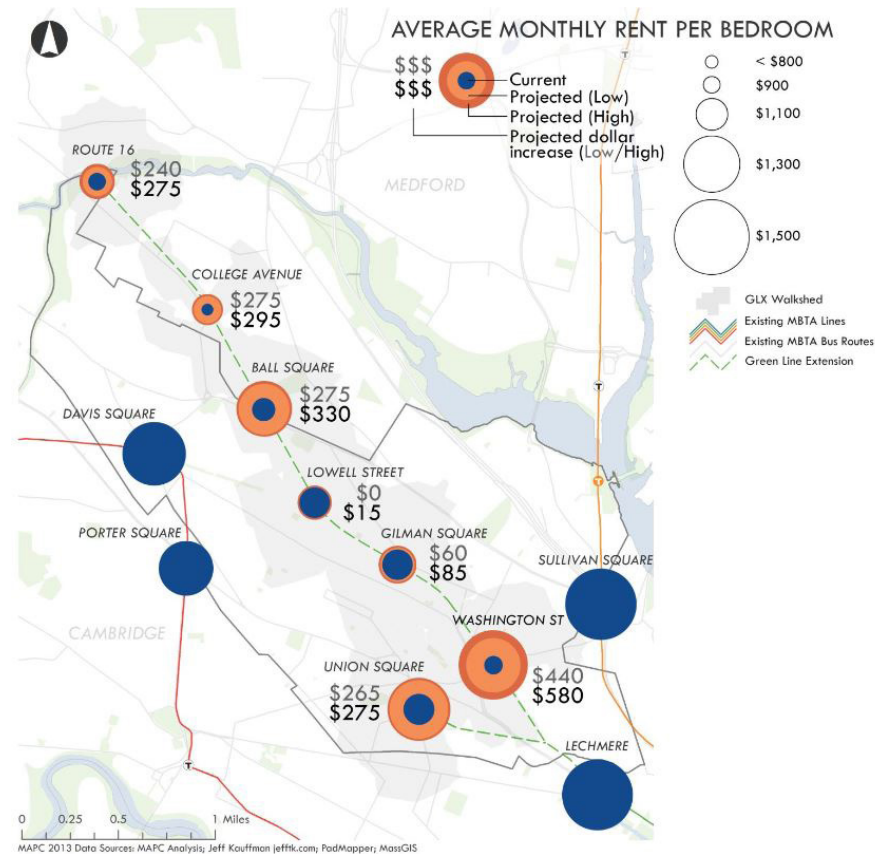 AVERAGE MONTHLY RENT PER BEDROOM
$$$
$$$
Current
Projected (Low)
Projected (High)
Projected dollar
increase (Low/High)
< $800
$900
$1,100
$1,300
$1,500
GLX Walkshed
Existing MBTA Lines
Existing MBTA Bus Routes
Green Line Extension
T
ROUTE 16
$240
$275
MEDFORD
COLLEGE AVENUE
$275
$295
BALL SQUARE
$275
$330
T
DAVIS SQUARE
LOWELL STREET
$0
$15
T
PORTER SQUARE
GILMAN SQUARE
$60
$85
SULLIVAN SQUARE
CAMBRIDGE
WASHINGTON ST
$440
$580
UNION SQUARE
$265
$275
LECHMERE
T
0 0.25 0.5 1 Miles
MAPC 2013 Data Sources: MAPC Analysis; Jeff Kauffman jefftk.com; PadMapper; MassGIS